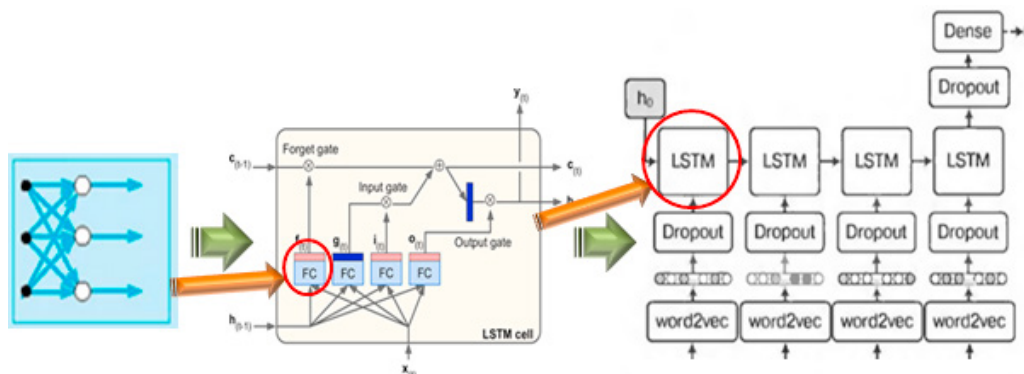 y(t)
Forget gate
c(t-1)
c(t)
Input gate
f(t)
g(t)
i(t)
o(t)
Output gate
FC
FC
FC
FC
h(t-1)
LSTM cell
h0
Dense
Dropout
LSTM
LSTM
LSTM
LSTM
Dropout
Dropout
Dropout
Dropout
word2vec
word2vec
word2vec
word2vec